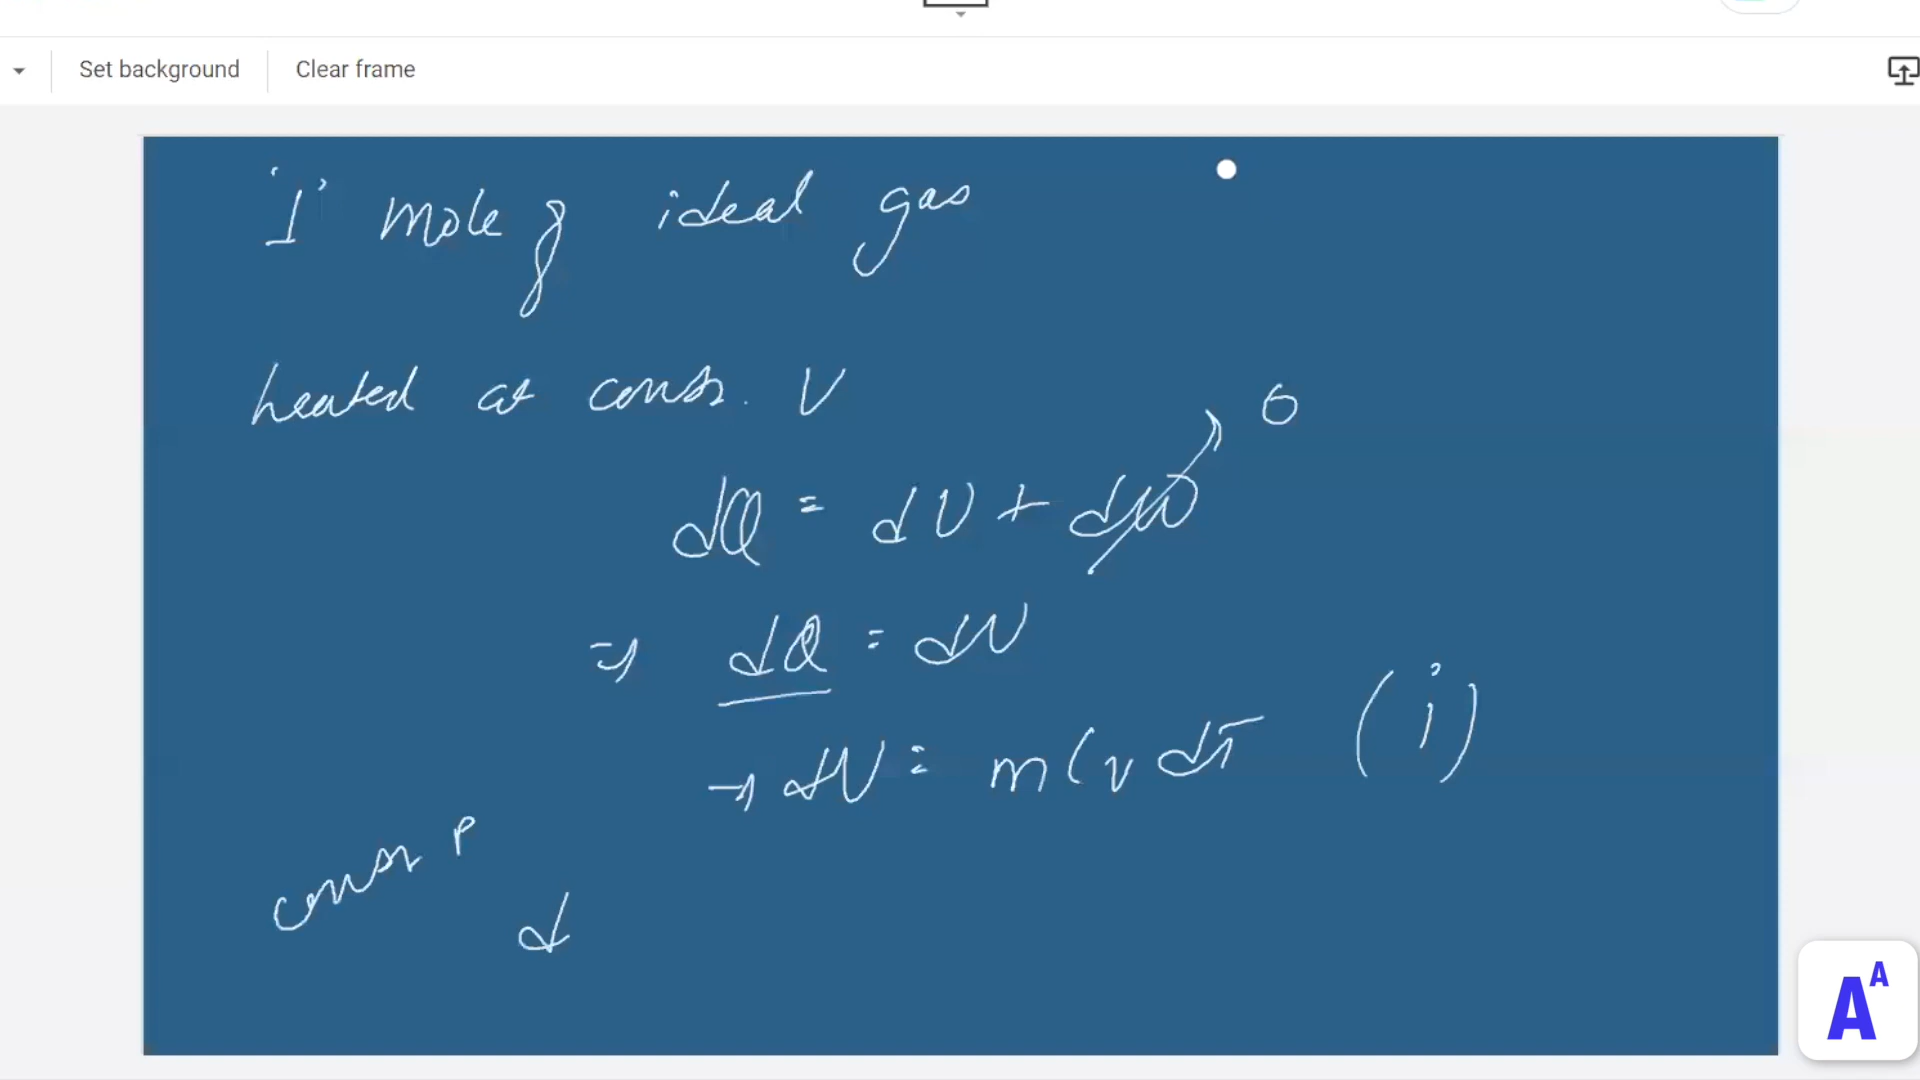 Set background Clear frame
'1' mole of ideal gas
heated at const. V
0
dQ = dU + dW
⇒ dQ = dU
→ dU = mCv dT (i)
const P
d
A A